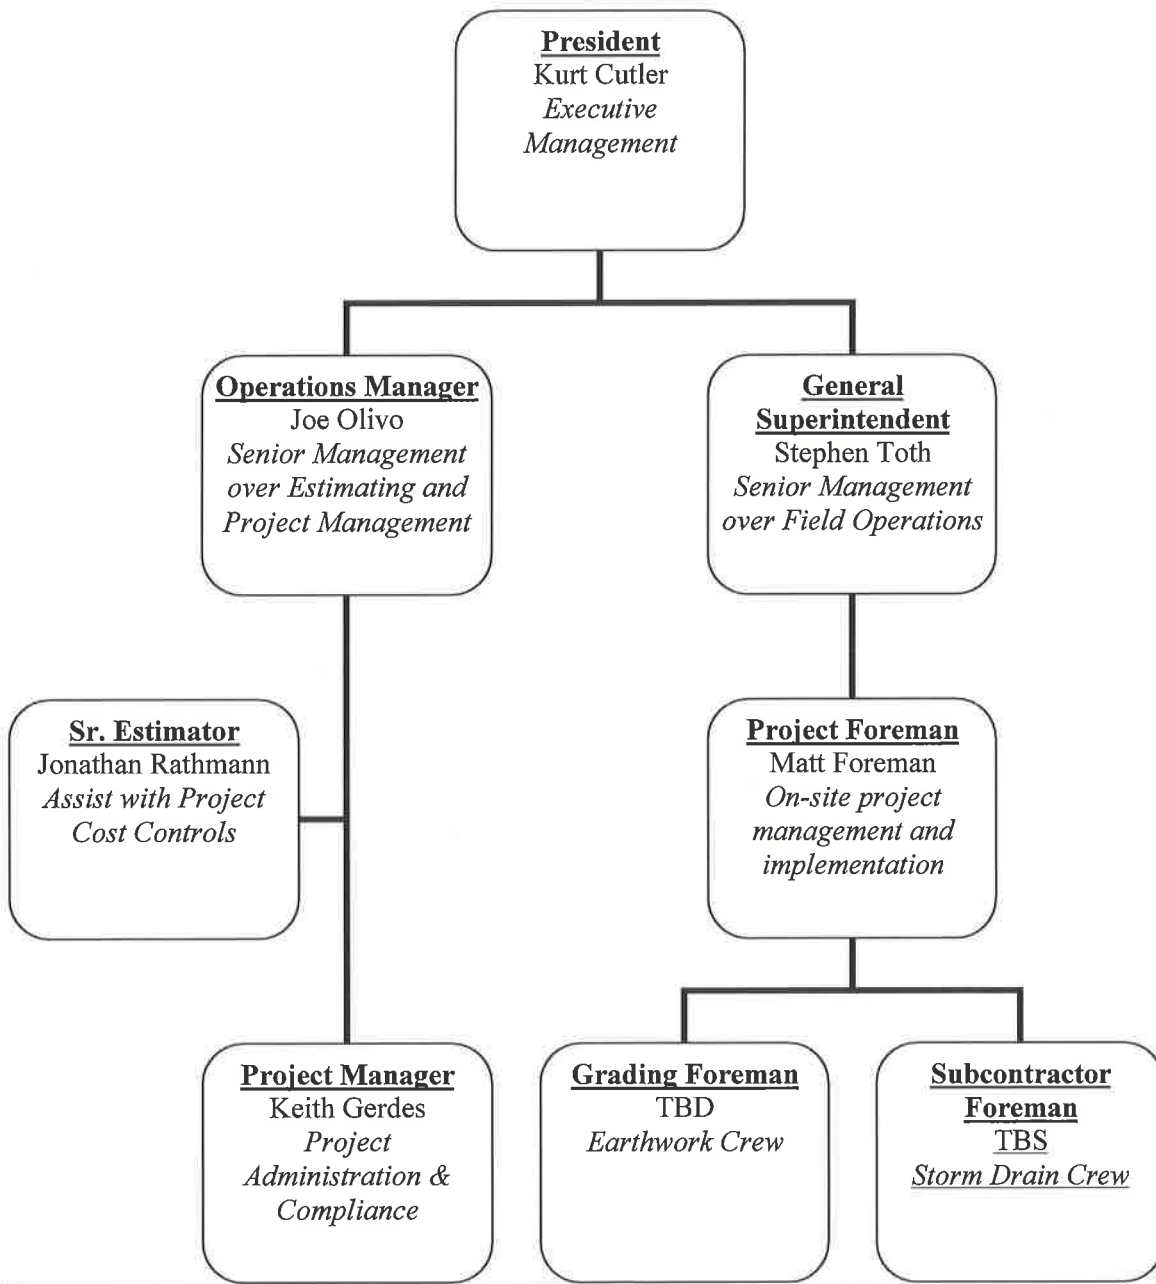 President
Kurt Cutler
Executive
Management
Operations Manager
Joe Olivo
Senior Management
over Estimating and
Project Management
General
Superintendent
Stephen Toth
Senior Management
over Field Operations
Sr. Estimator
Jonathan Rathmann
Assist with Project
Cost Controls
Project Foreman
Matt Foreman
On-site project
management and
implementation
Project Manager
Keith Gerdes
Project
Administration &
Compliance
Grading Foreman
TBD
Earthwork Crew
Subcontractor
Foreman
TBS
Storm Drain Crew